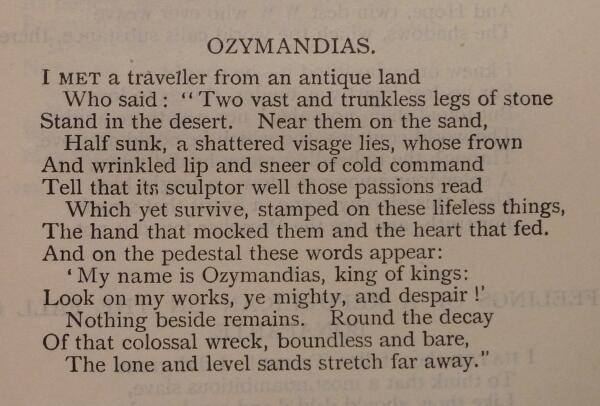 OZYMANDIAS.
I MET a traveller from an antique land
Who said: "Two vast and trunkless legs of stone
Stand in the desert. Near them on the sand,
Half sunk, a shattered visage lies, whose frown
And wrinkled lip and sneer of cold command
Tell that its sculptor well those passions read
Which yet survive, stamped on these lifeless things,
The hand that mocked them and the heart that fed.
And on the pedestal these words appear:
'My name is Ozymandias, king of kings:
Look on my works, ye mighty, and despair!'
Nothing beside remains. Round the decay
Of that colossal wreck, boundless and bare,
The lone and level sands stretch far away."